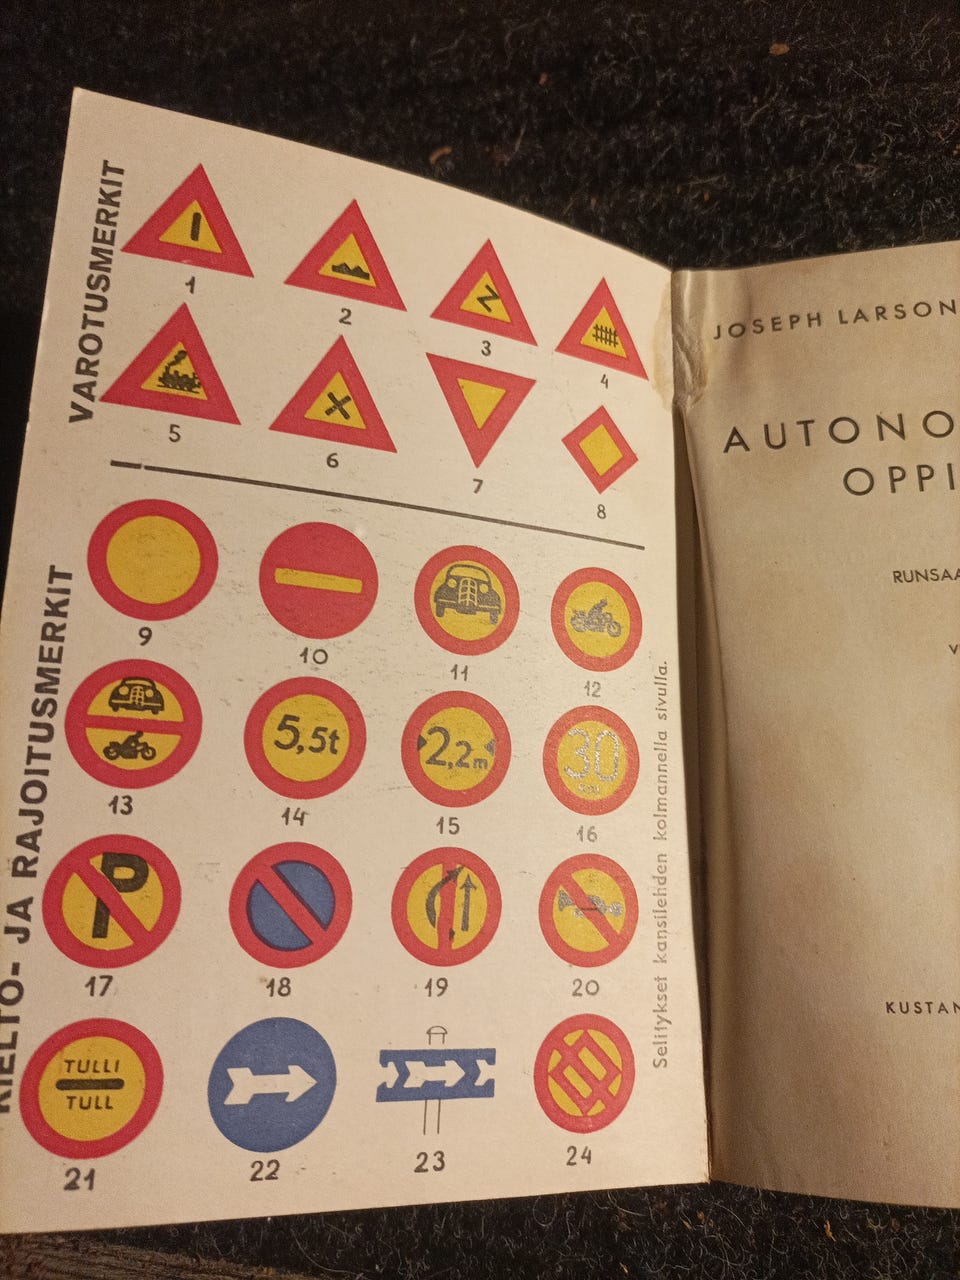 VAROTUSMERKIT
1
2
3
4
5
6
7
8
KIELTO- JA RAJOITUSMERKIT
9
10
11
12
13
5,5t
14
2,2m
15
30
16
P
17
18
19
20
TULLI
TULL
21
22
23
24
Selitykset kansilehden kolmannella sivulla.
JOSEPH LARSON
AUTONO
OPPI
RUNSAA
V
KUSTAN